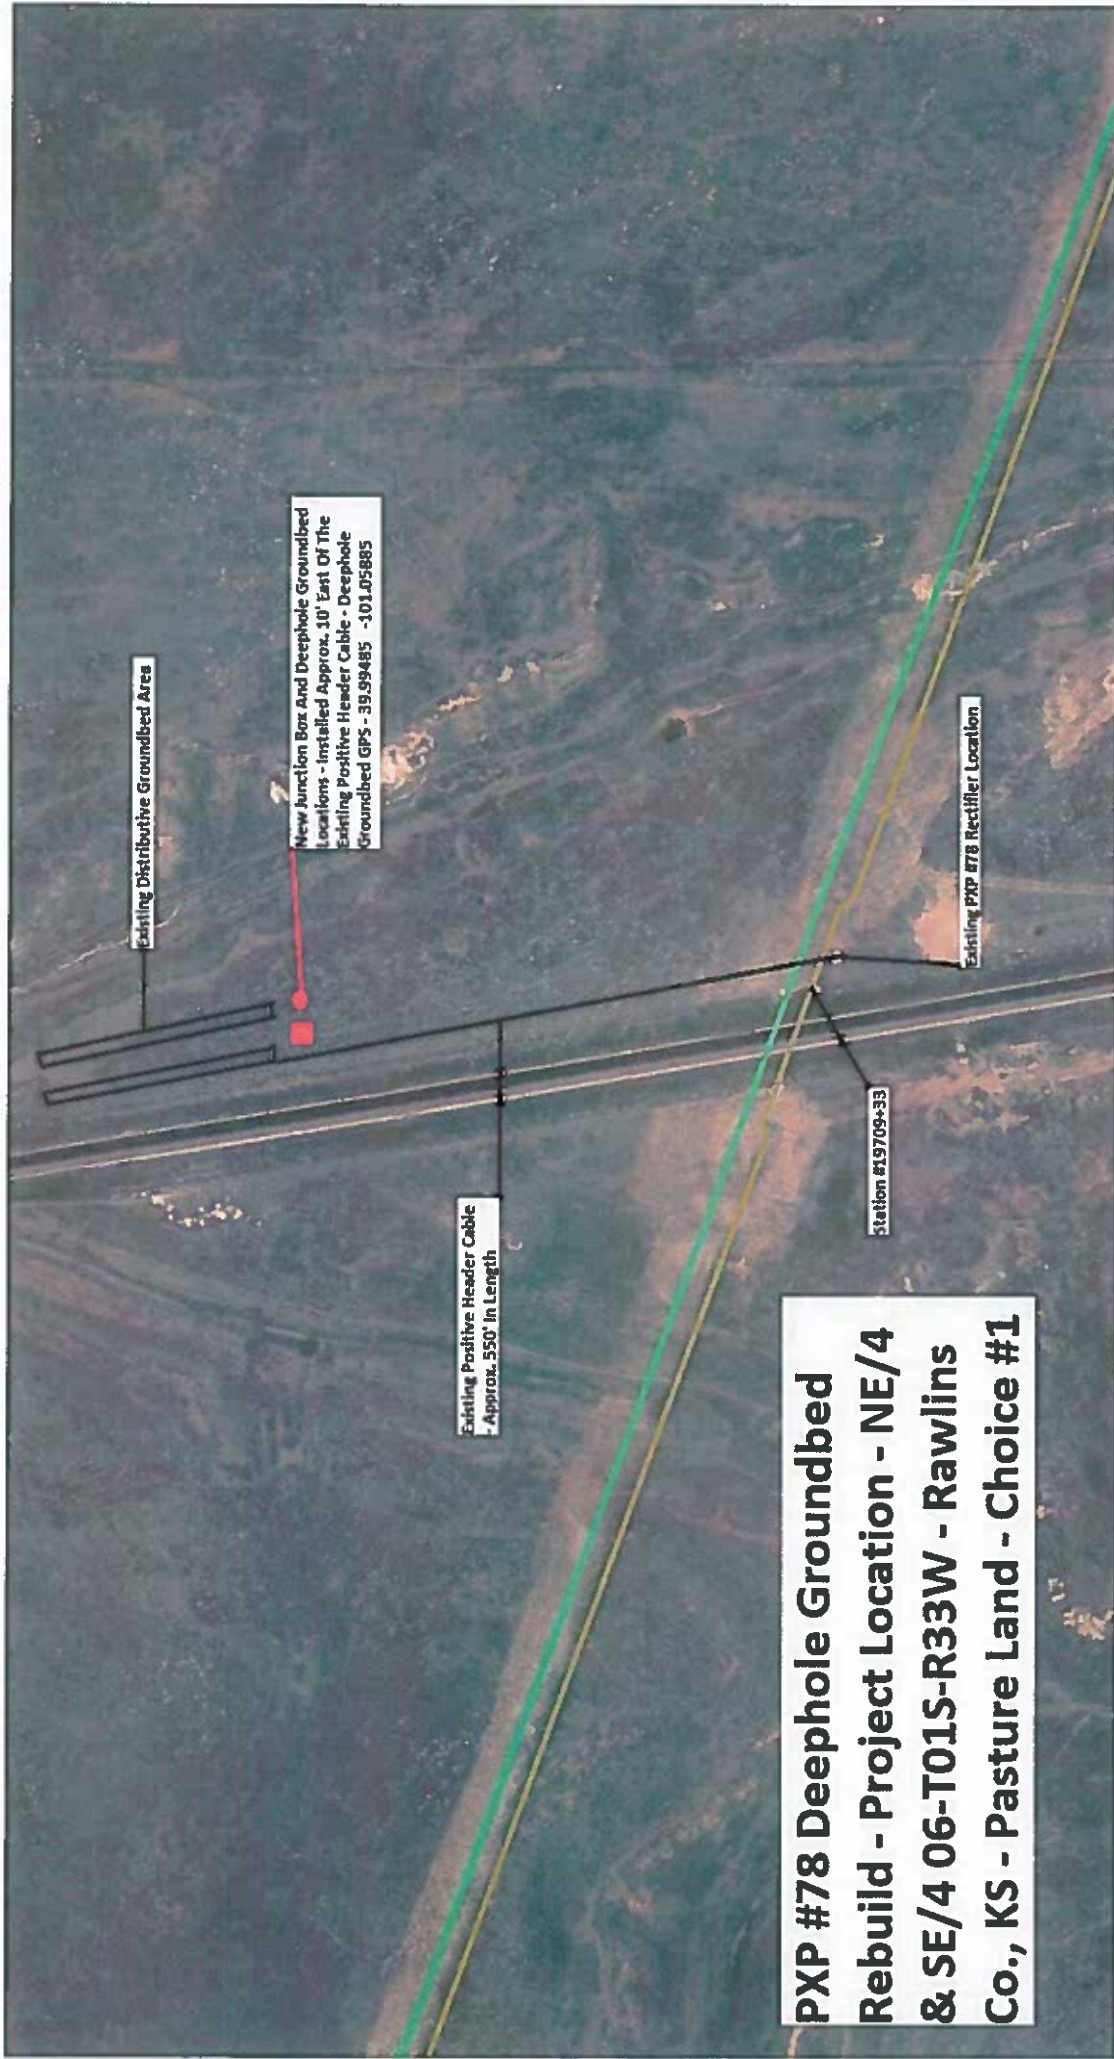 Existing Distributive Groundbed Area
New Junction Box And Deephole Groundbed
Locations - Installed Approx. 10' East Of The
Existing Positive Header Cable - Deephole
Groundbed GPS - 39.99485 -101.05885
Existing Positive Header Cable
- Approx. 550' In Length
Existing PXP #78 Rectifier Location
Station #19709+33
PXP #78 Deephole Groundbed
Rebuild - Project Location - NE/4
& SE/4 06-T01S-R33W - Rawlins
Co., KS - Pasture Land - Choice #1